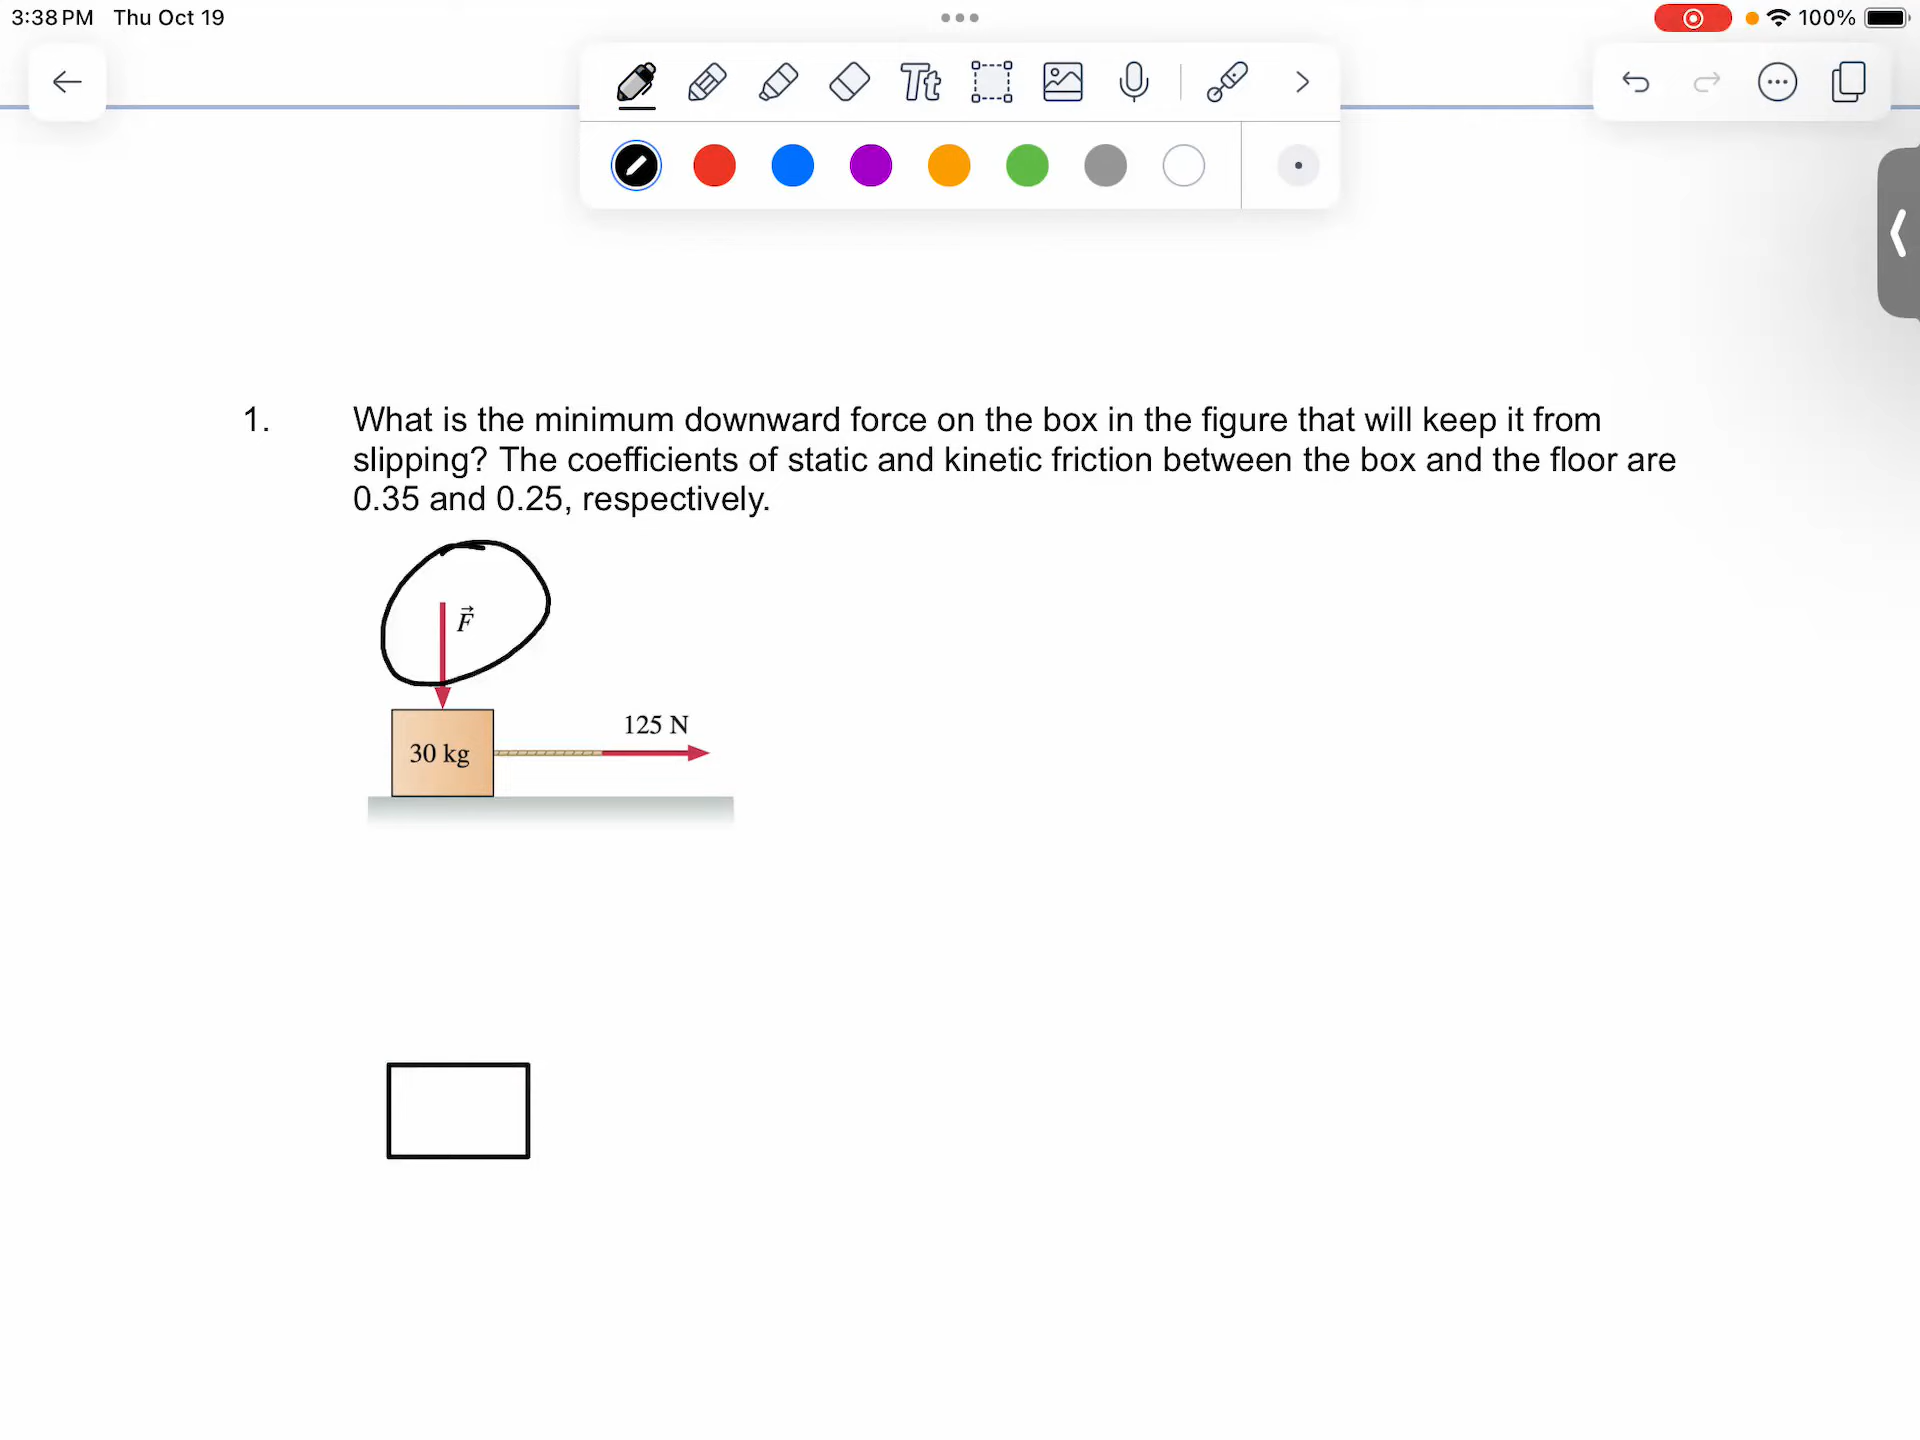 3:38 PM Thu Oct 19
100%
Tt
1. What is the minimum downward force on the box in the figure that will keep it from
slipping? The coefficients of static and kinetic friction between the box and the floor are
0.35 and 0.25, respectively.
F⃗
125 N
30 kg